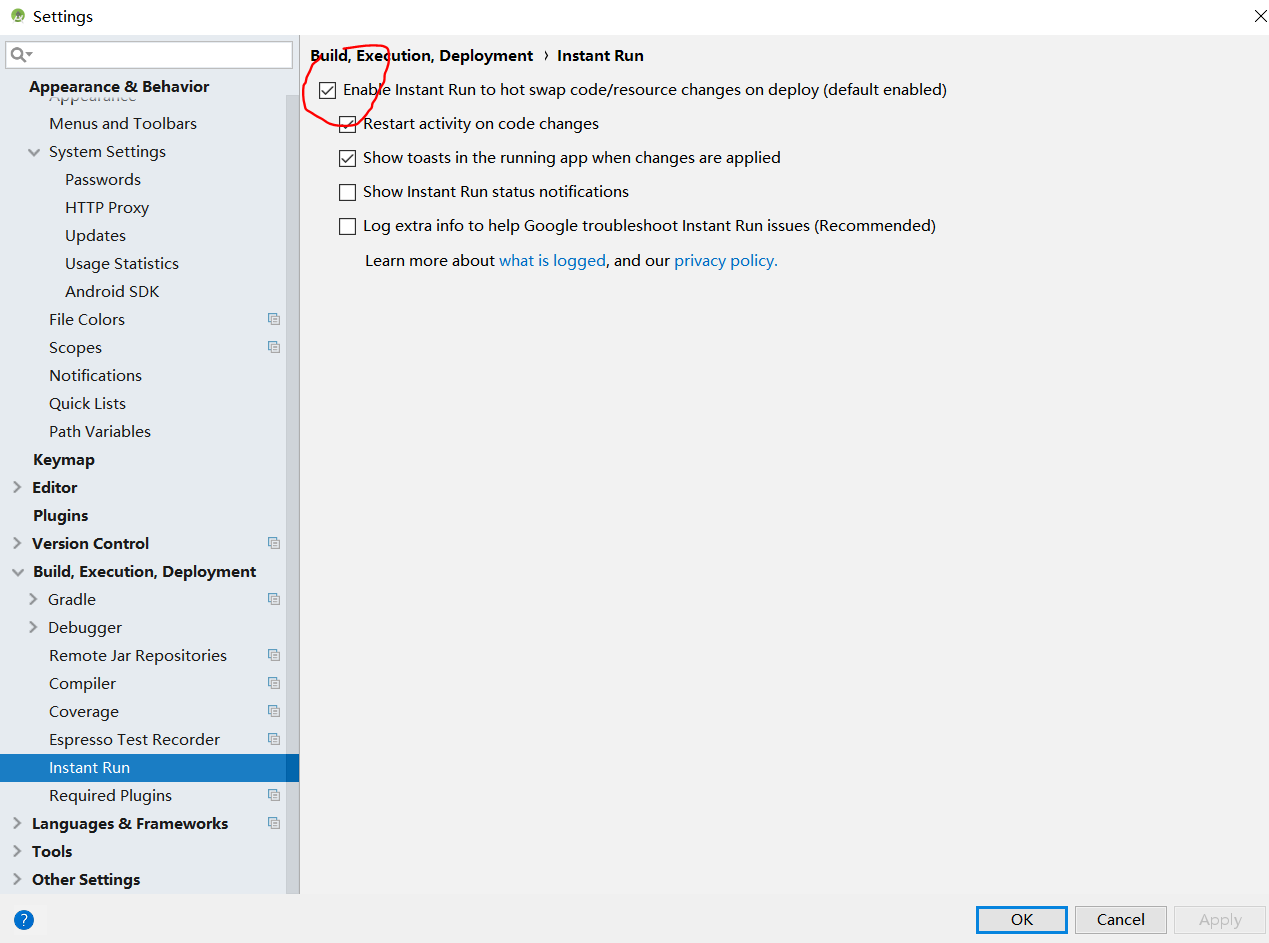 Settings
Appearance & Behavior
Appearance
Menus and Toolbars
System Settings
Passwords
HTTP Proxy
Updates
Usage Statistics
Android SDK
File Colors
Scopes
Notifications
Quick Lists
Path Variables
Keymap
Editor
Plugins
Version Control
Build, Execution, Deployment
Gradle
Debugger
Remote Jar Repositories
Compiler
Coverage
Espresso Test Recorder
Instant Run
Required Plugins
Languages & Frameworks
Tools
Other Settings
Build, Execution, Deployment › Instant Run
Enable Instant Run to hot swap code/resource changes on deploy (default enabled)
Restart activity on code changes
Show toasts in the running app when changes are applied
Show Instant Run status notifications
Log extra info to help Google troubleshoot Instant Run issues (Recommended)
Learn more about what is logged, and our privacy policy.
?
OK Cancel Apply